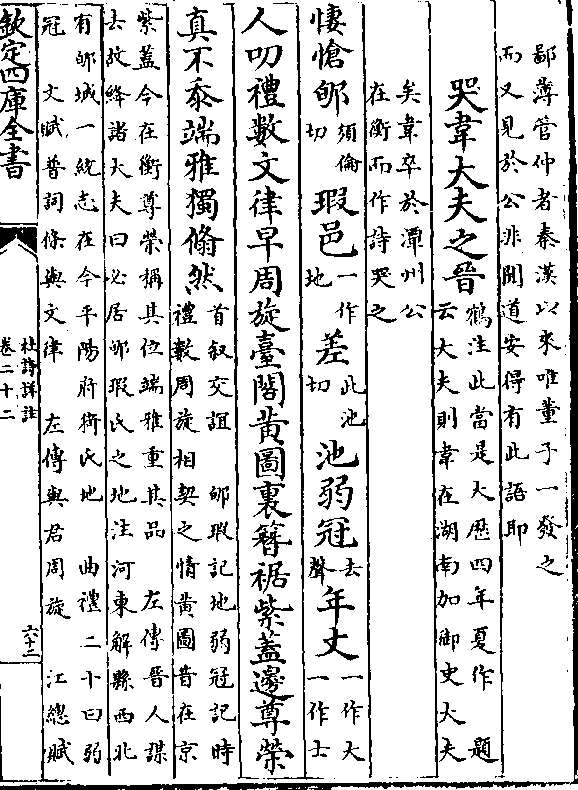 鄙薄管仲者秦漢以來唯董子一發之
而又見於公非聞道安得有此語耶
哭韋大夫之晉 鶴注此當是大歷四年夏作 題
云大夫則韋在湖南加御史大夫
矣韋卒於潭州公
在衡而作詩哭之
悽愴郇 須倫切 瑕邑 一作地 差 此池切 池弱冠 去聲 年丈 一作大 一作士
人叨禮數文律早周旋臺閣黃圖裏簪裾紫蓋邊尊榮
真不忝端雅獨翛然 首叙交誼 郇瑕記地弱冠記時
禮數周旋相契之情黃圖昔在京
紫蓋今在衡尊榮稱其位端雅重其品 左傳晉人謀
去故絳諸大夫曰必居郇瑕氏之地注河東解縣西北
有郇城一統志在今平陽府猗氏地 曲禮二十曰弱
冠 文賦普詞條與文律 左傳與君周旋 江總賦
欽定四庫全書
杜詩詳註
卷二十二
六十三